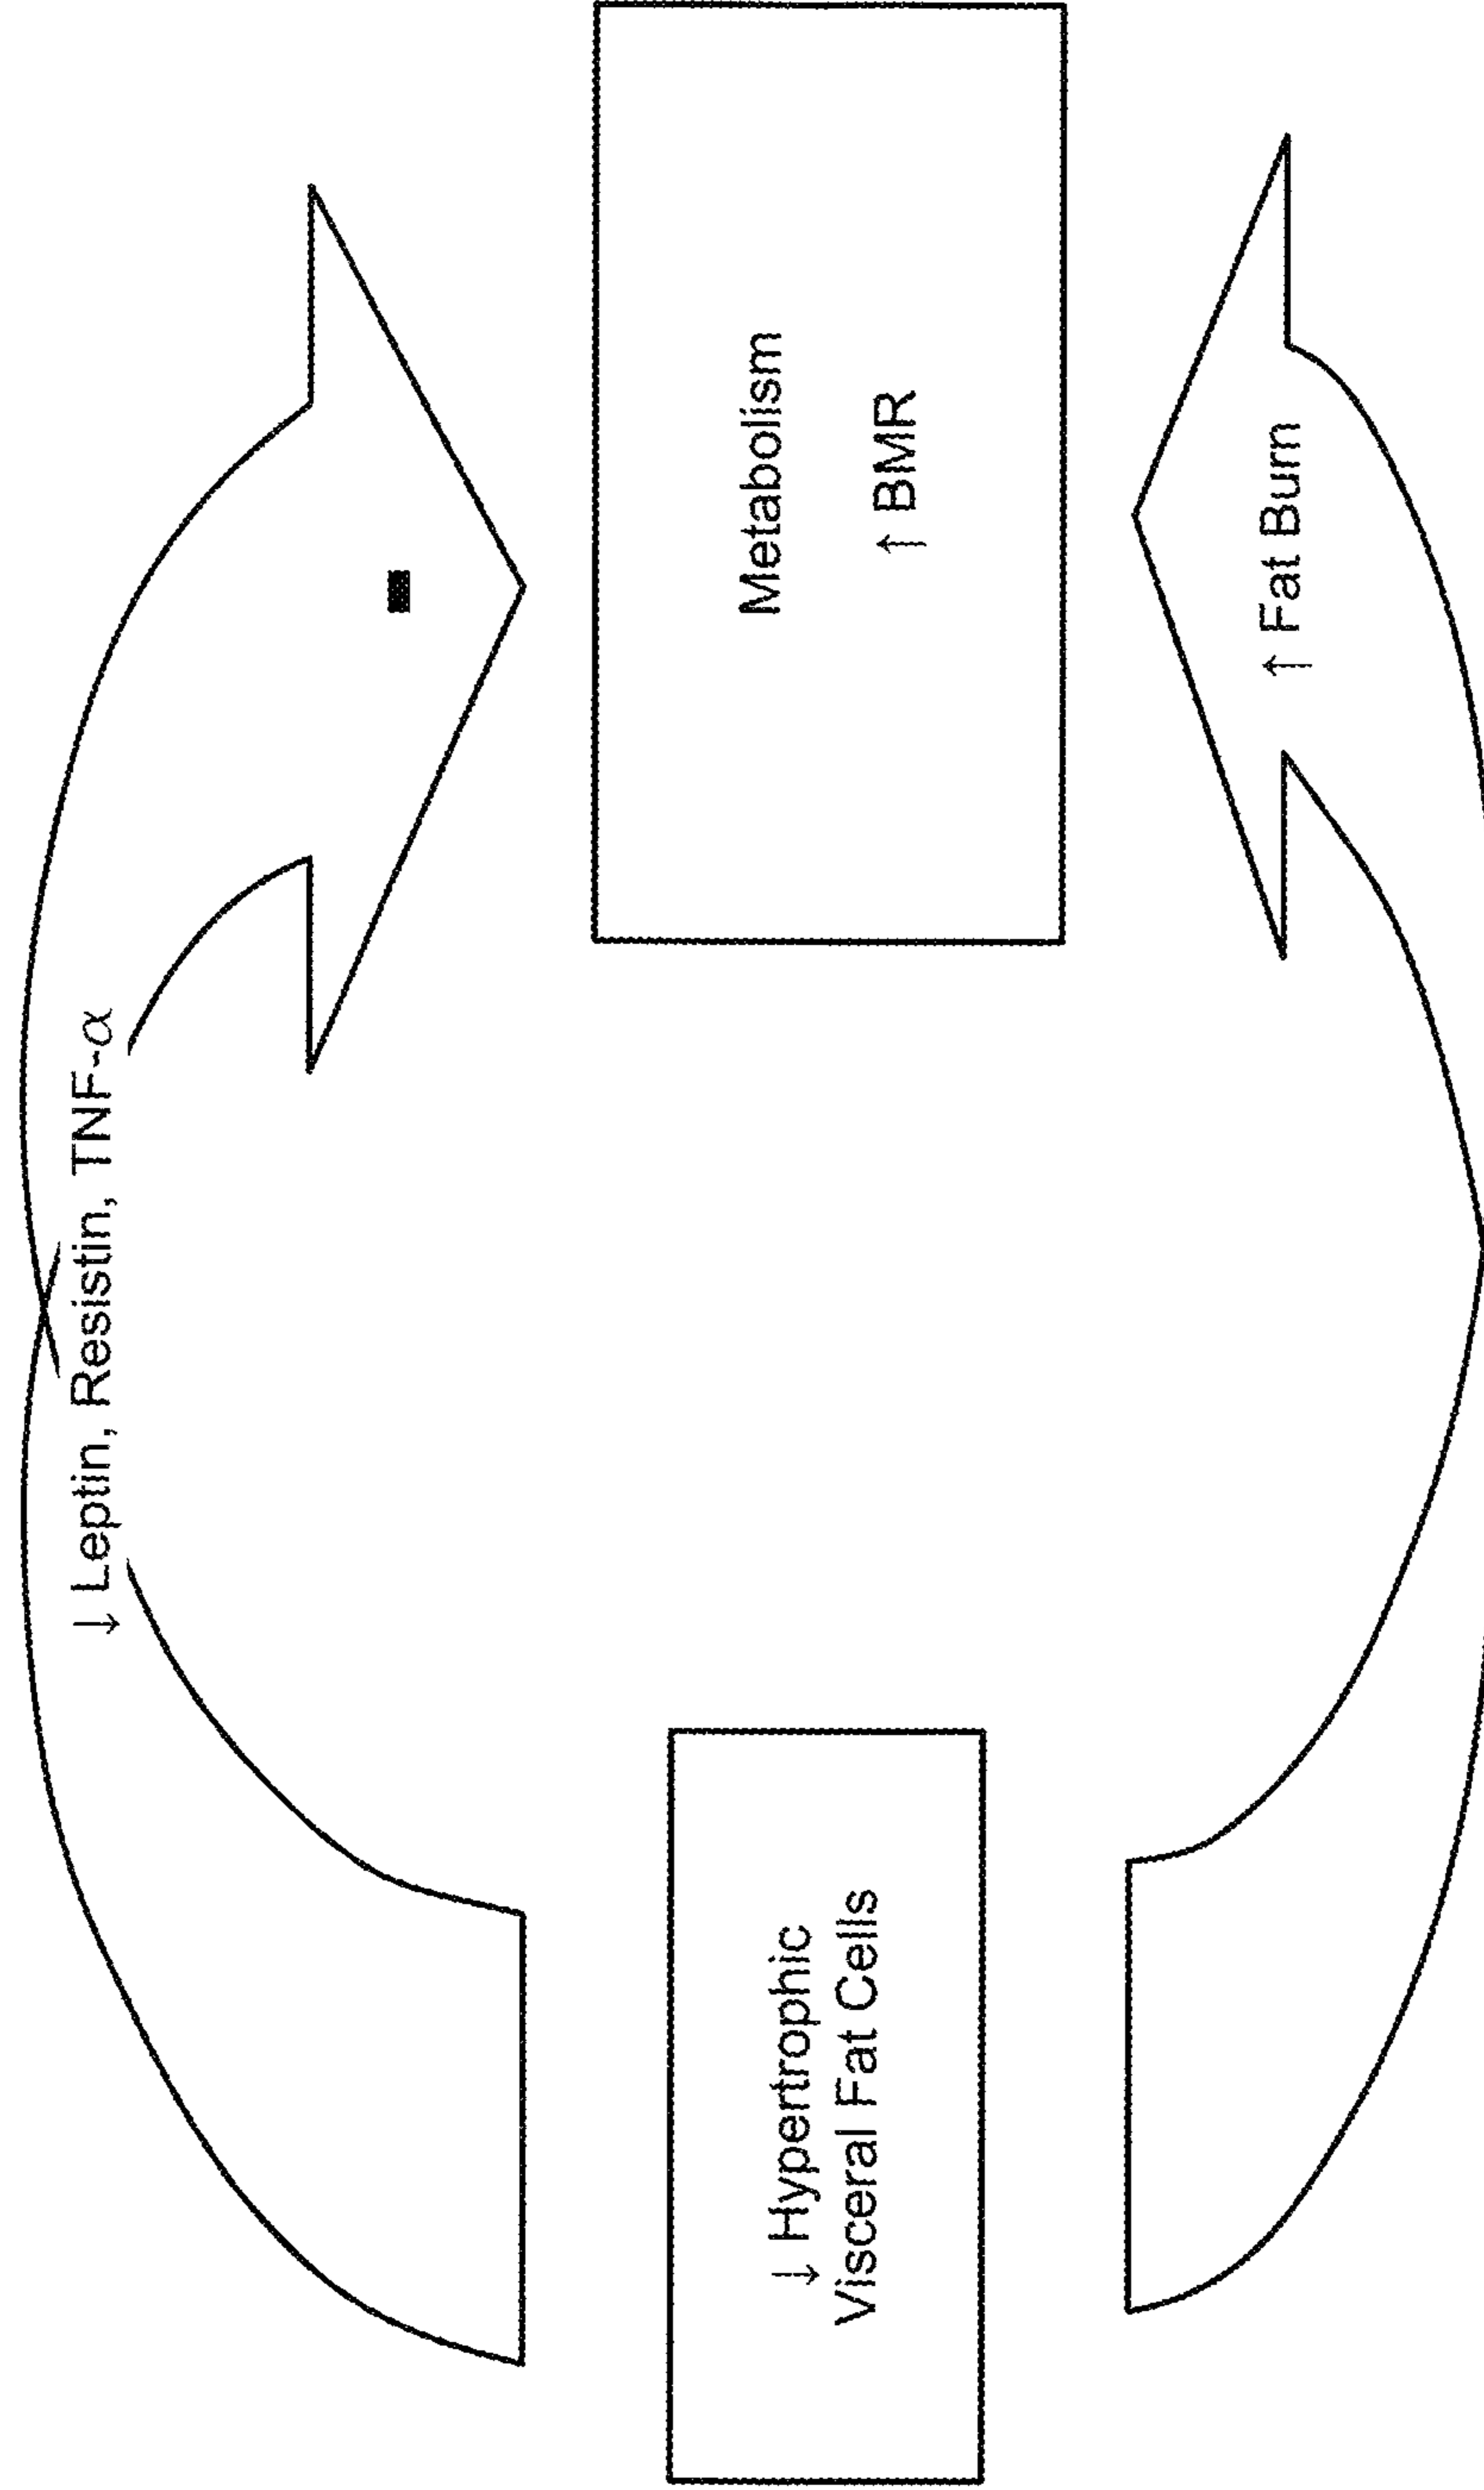 ↓ Leptin, Resistin, TNF-α
-
↓ Hypertrophic
Visceral Fat Cells
Metabolism
↑ BMR
↑ Fat Burn